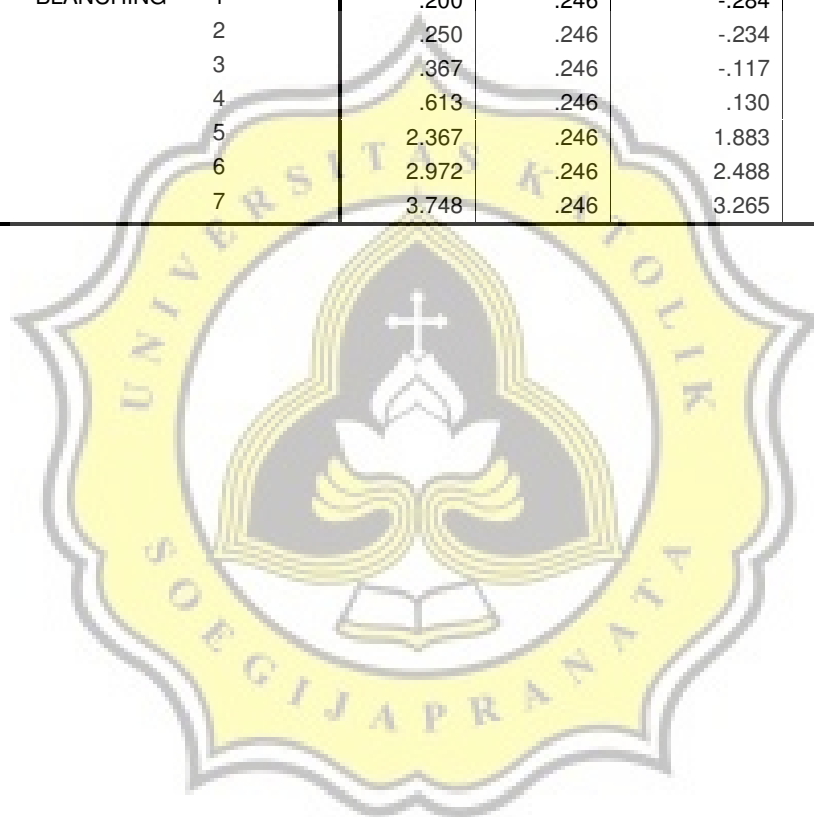 BLANCHING 1 .200 .246 -.284
2 .250 .246 -.234
3 .367 .246 -.117
4 .613 .246 .130
5 2.367 .246 1.883
6 2.972 .246 2.488
7 3.748 .246 3.265
UNIVERSITAS KATOLIK
SOEGIJAPRANATA